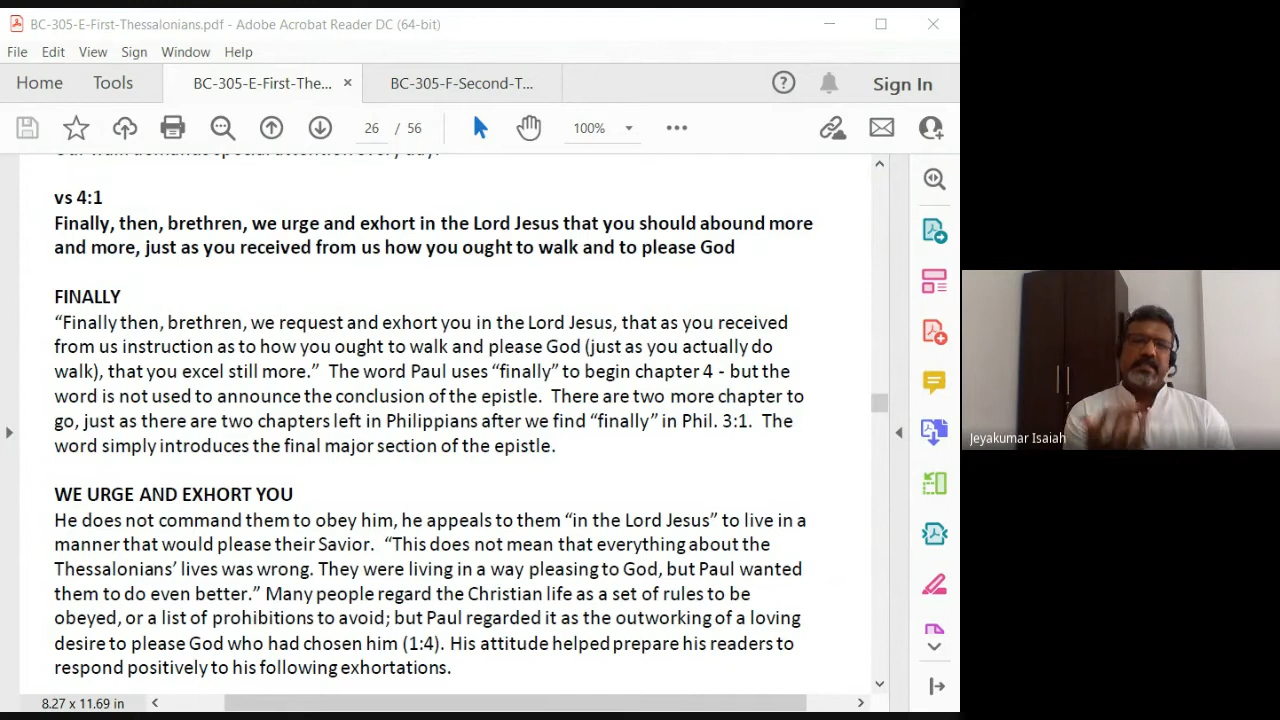 BC-305-E-First-Thessalonians.pdf - Adobe Acrobat Reader DC (64-bit)
File Edit View Sign Window Help
Home Tools BC-305-E-First-The... × BC-305-F-Second-T... Sign In
26 / 56 100%
vs 4:1
Finally, then, brethren, we urge and exhort in the Lord Jesus that you should abound more
and more, just as you received from us how you ought to walk and to please God
FINALLY
“Finally then, brethren, we request and exhort you in the Lord Jesus, that as you received
from us instruction as to how you ought to walk and please God (just as you actually do
walk), that you excel still more.” The word Paul uses “finally” to begin chapter 4 - but the
word is not used to announce the conclusion of the epistle. There are two more chapter to
go, just as there are two chapters left in Philippians after we find “finally” in Phil. 3:1. The
word simply introduces the final major section of the epistle.
WE URGE AND EXHORT YOU
He does not command them to obey him, he appeals to them “in the Lord Jesus” to live in a
manner that would please their Savior. “This does not mean that everything about the
Thessalonians’ lives was wrong. They were living in a way pleasing to God, but Paul wanted
them to do even better.” Many people regard the Christian life as a set of rules to be
obeyed, or a list of prohibitions to avoid; but Paul regarded it as the outworking of a loving
desire to please God who had chosen him (1:4). His attitude helped prepare his readers to
respond positively to his following exhortations.
8.27 x 11.69 in
Jeyakumar Isaiah